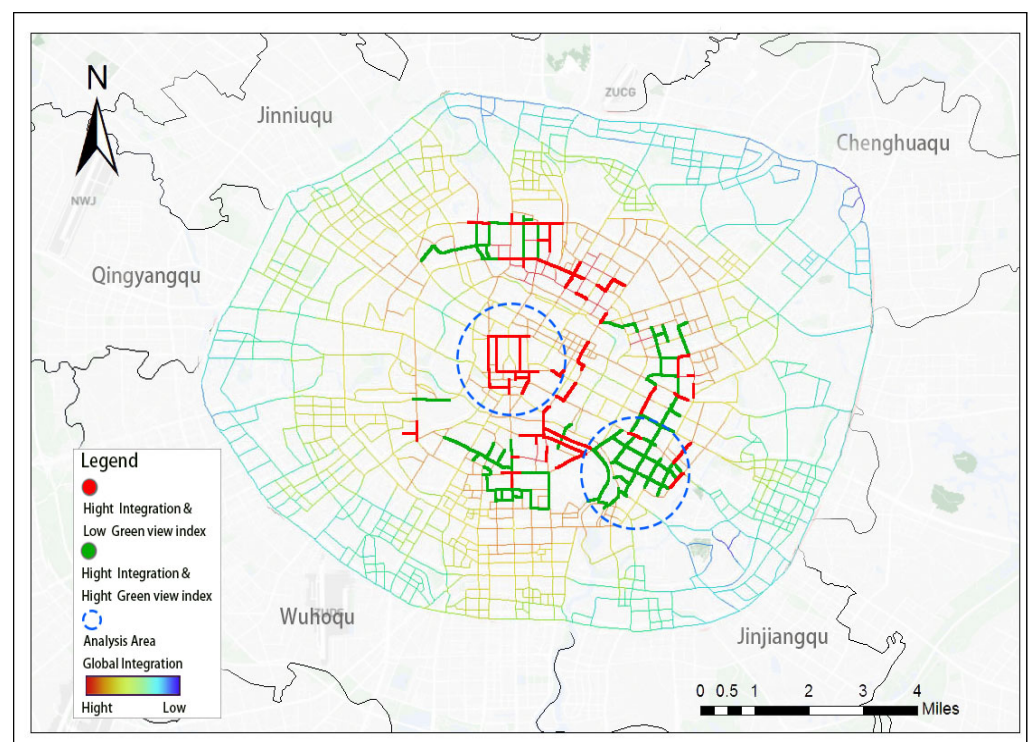 N
Jinniuqu
ZUCG
Chenghuaqu
NWJ
Qingyangqu
Legend
Hight Integration &
Low Green view index
Hight Integration &
Hight Green view index
Analysis Area
Global Integration
Hight Low
Wuhoqu
Jinjiangqu
0 0.5 1 2 3 4
Miles